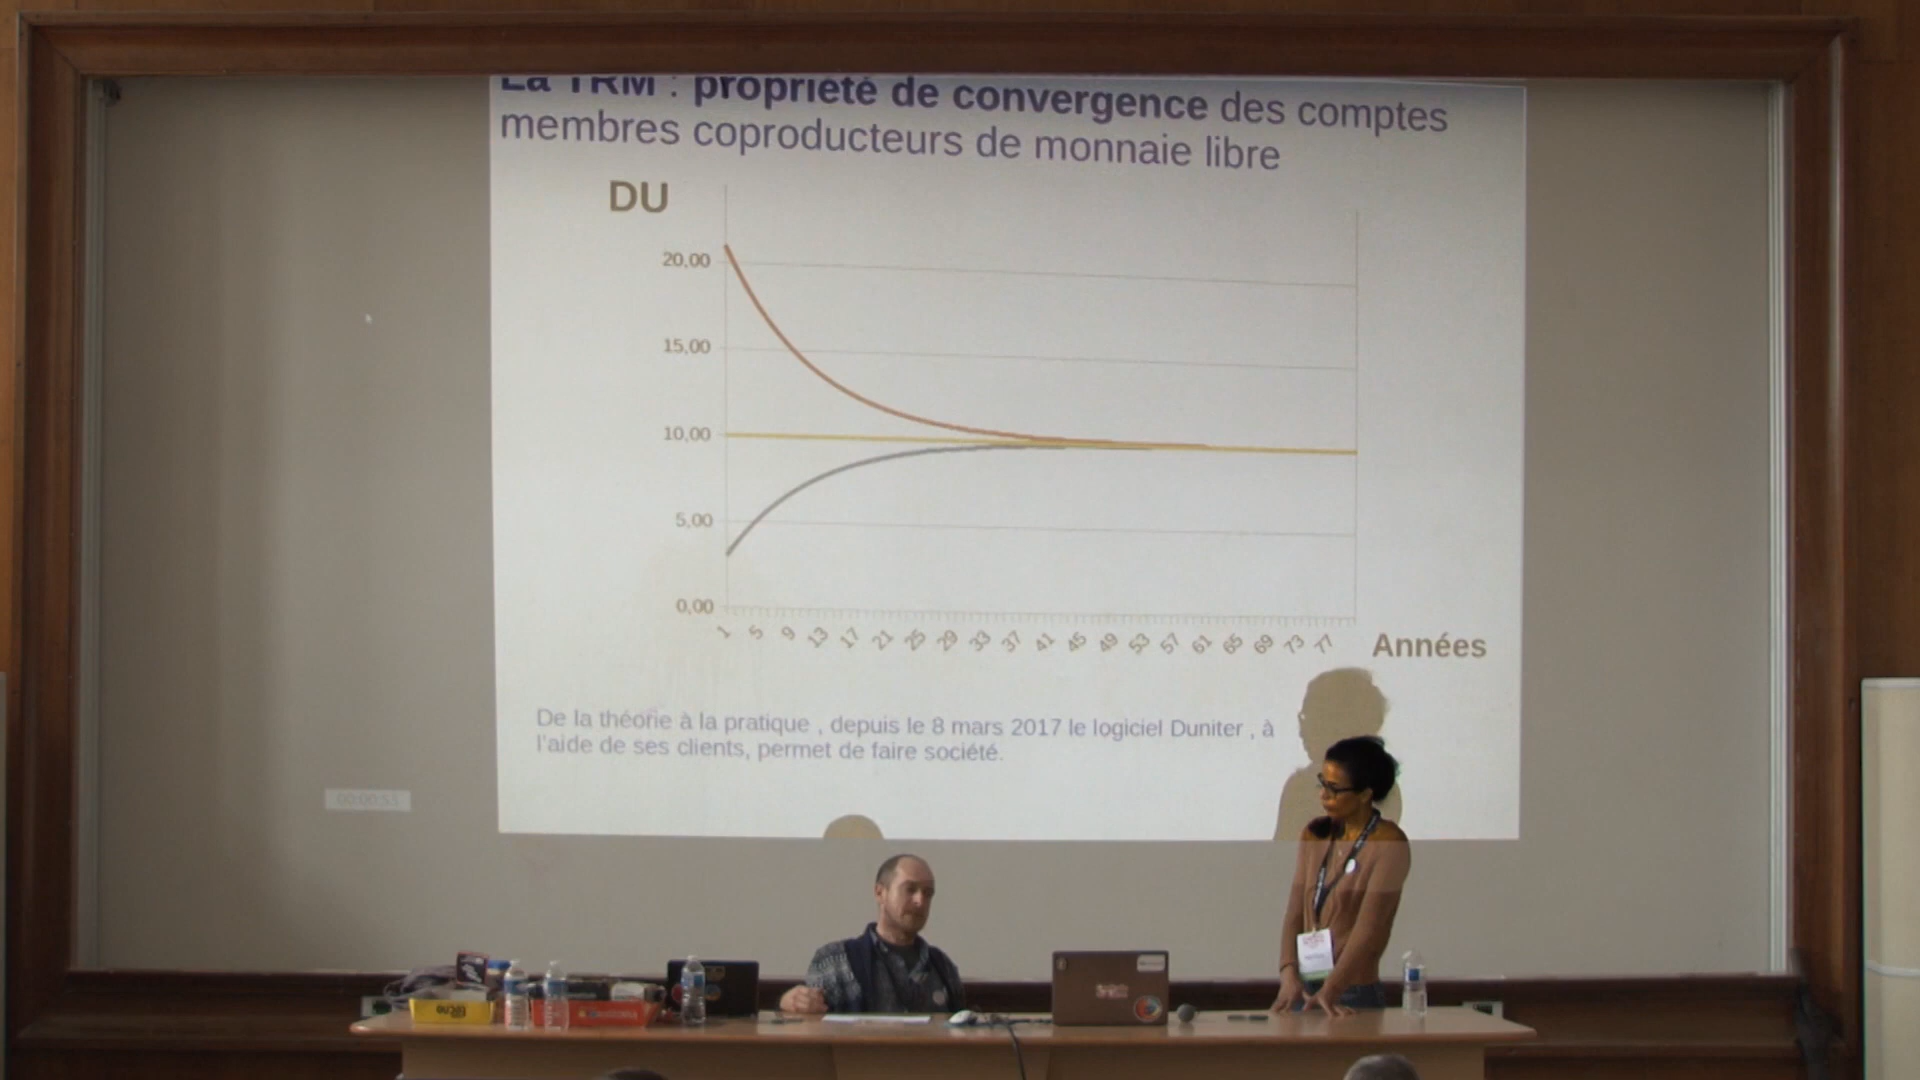 La TRM : propriété de convergence des comptes
membres coproducteurs de monnaie libre
DU
20,00
15,00
10,00
5,00
0,00
1 5 9 13 17 21 25 29 33 37 41 45 49 53 57 61 65 69 73 77
Années
De la théorie à la pratique , depuis le 8 mars 2017 le logiciel Duniter , à
l'aide de ses clients, permet de faire société.
00:00:53